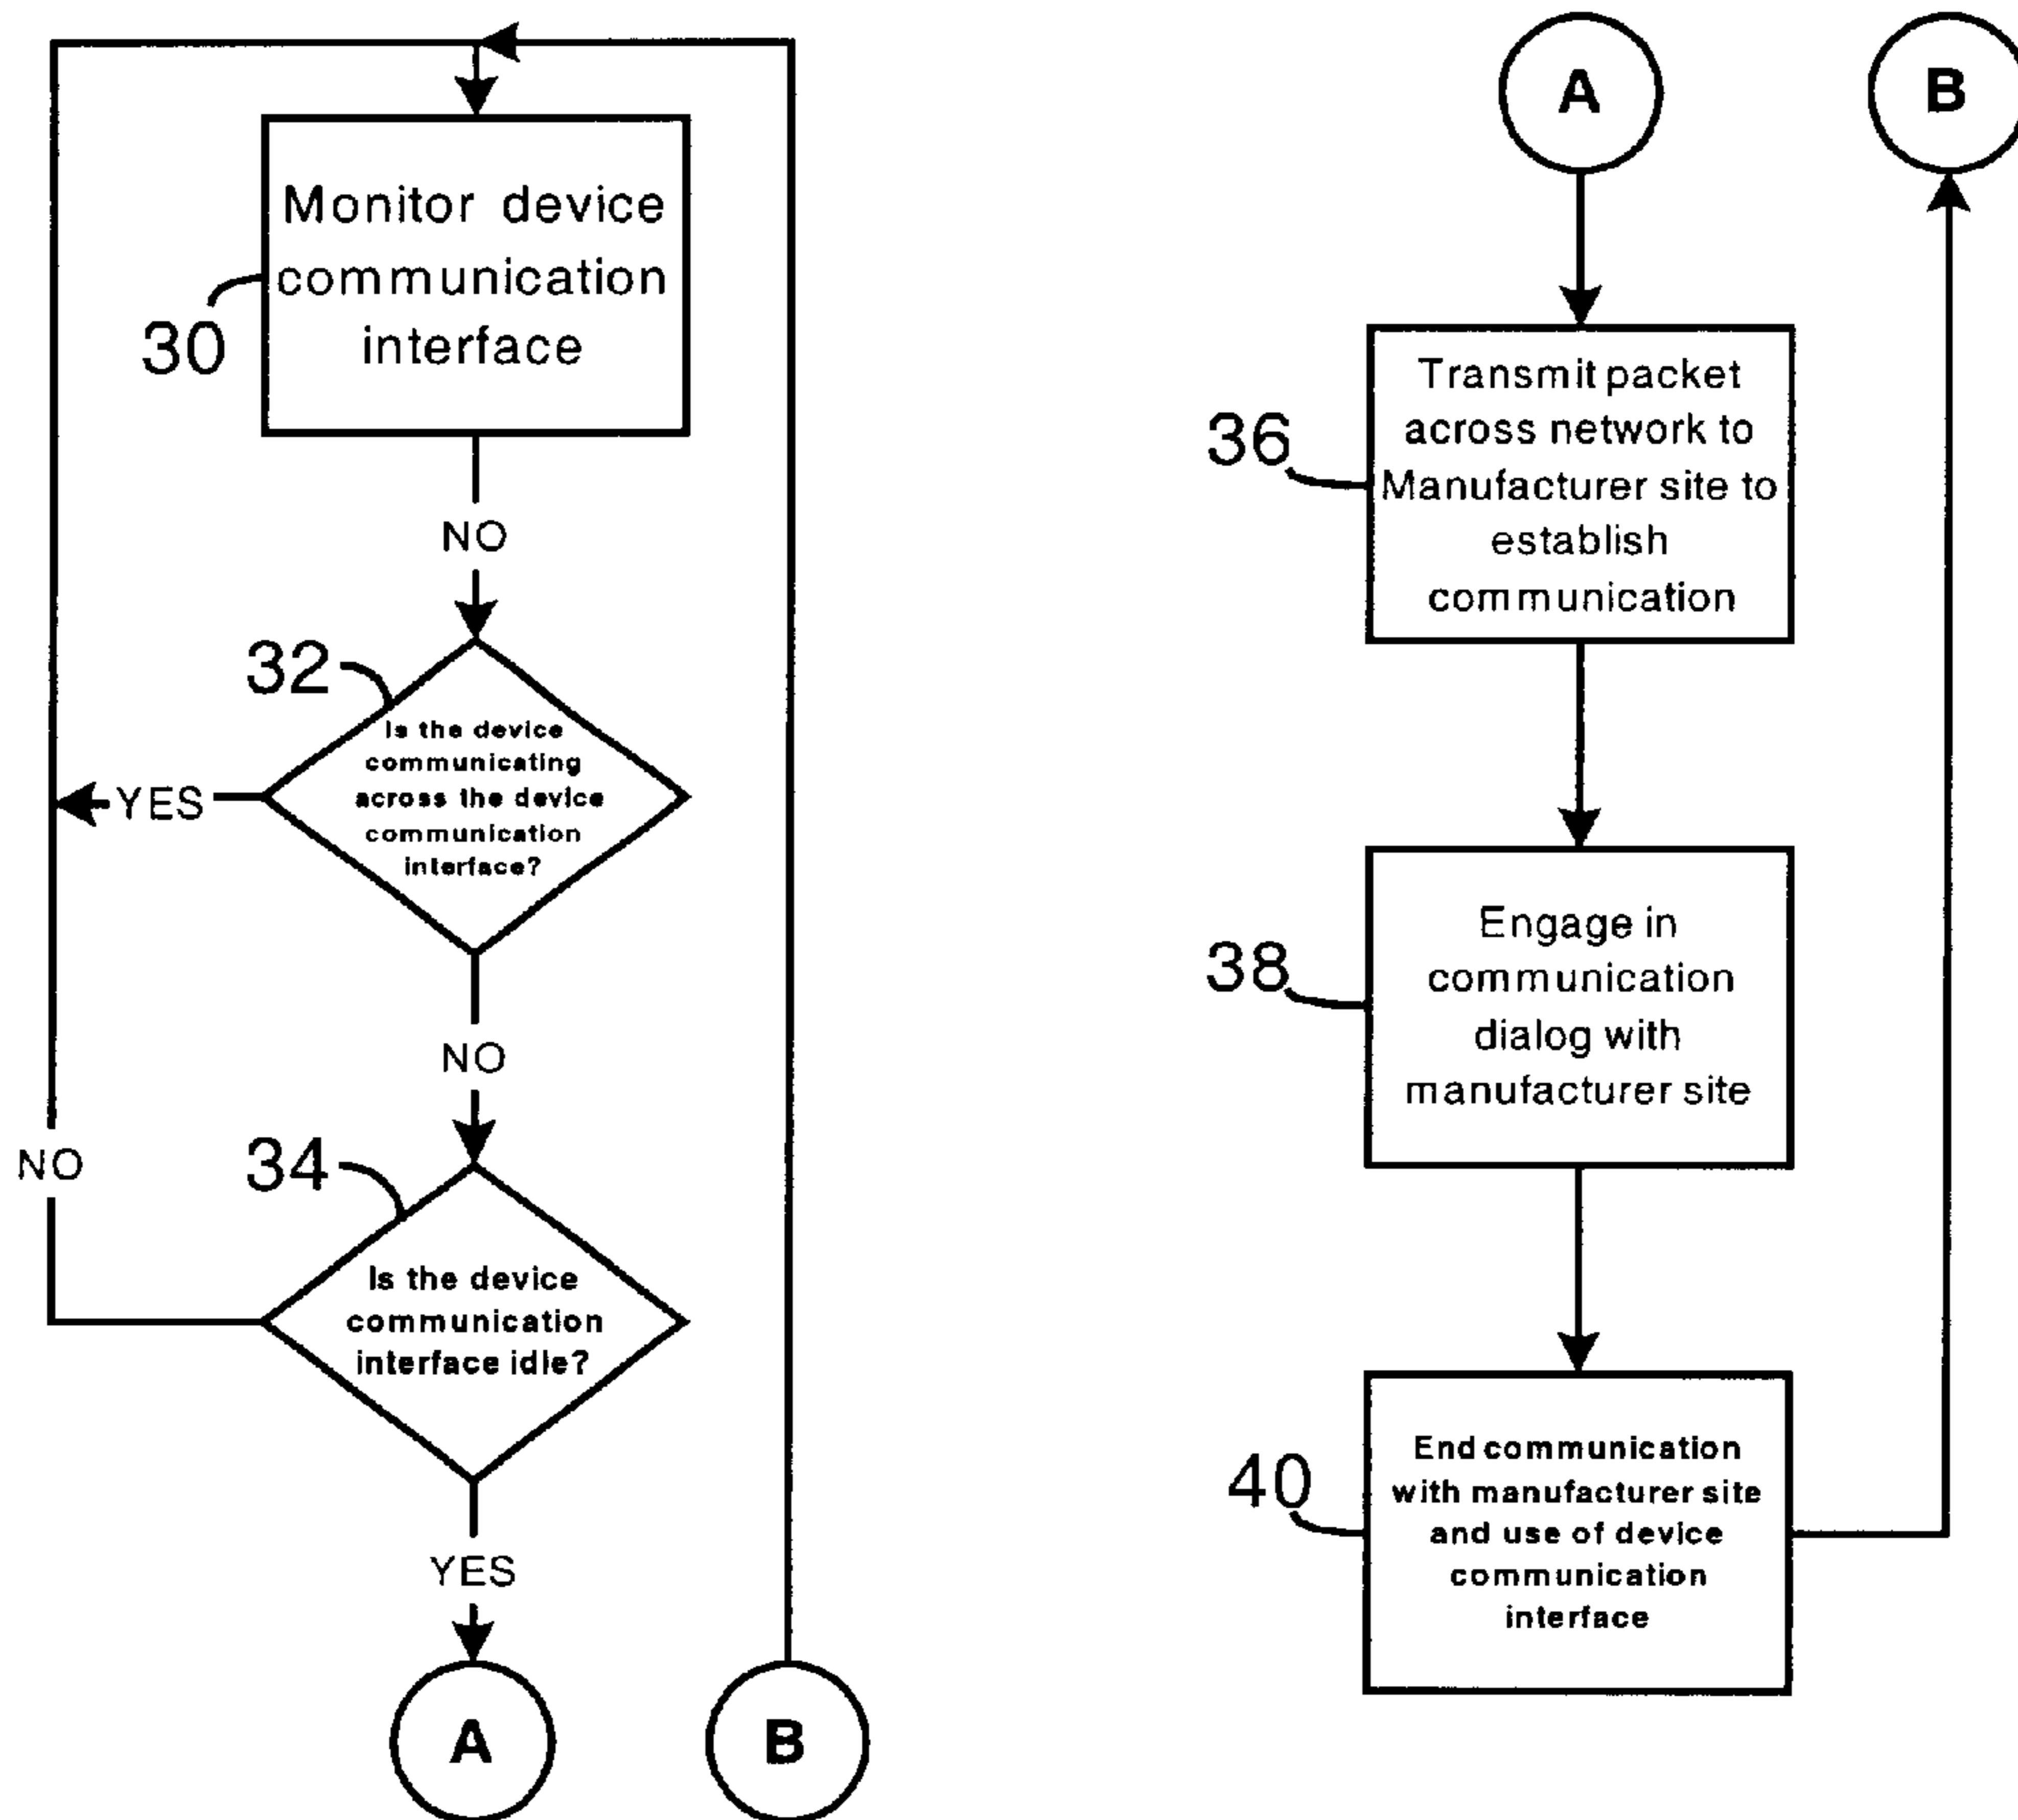 Monitor device
communication
interface
30
NO
32
Is the device
communicating
across the device
communication
interface?
YES
NO
NO
34
Is the device
communication
interface idle?
YES
A
B
A
B
36
Transmit packet
across network to
Manufacturer site to
establish
communication
38
Engage in
communication
dialog with
manufacturer site
40
End communication
with manufacturer site
and use of device
communication
interface